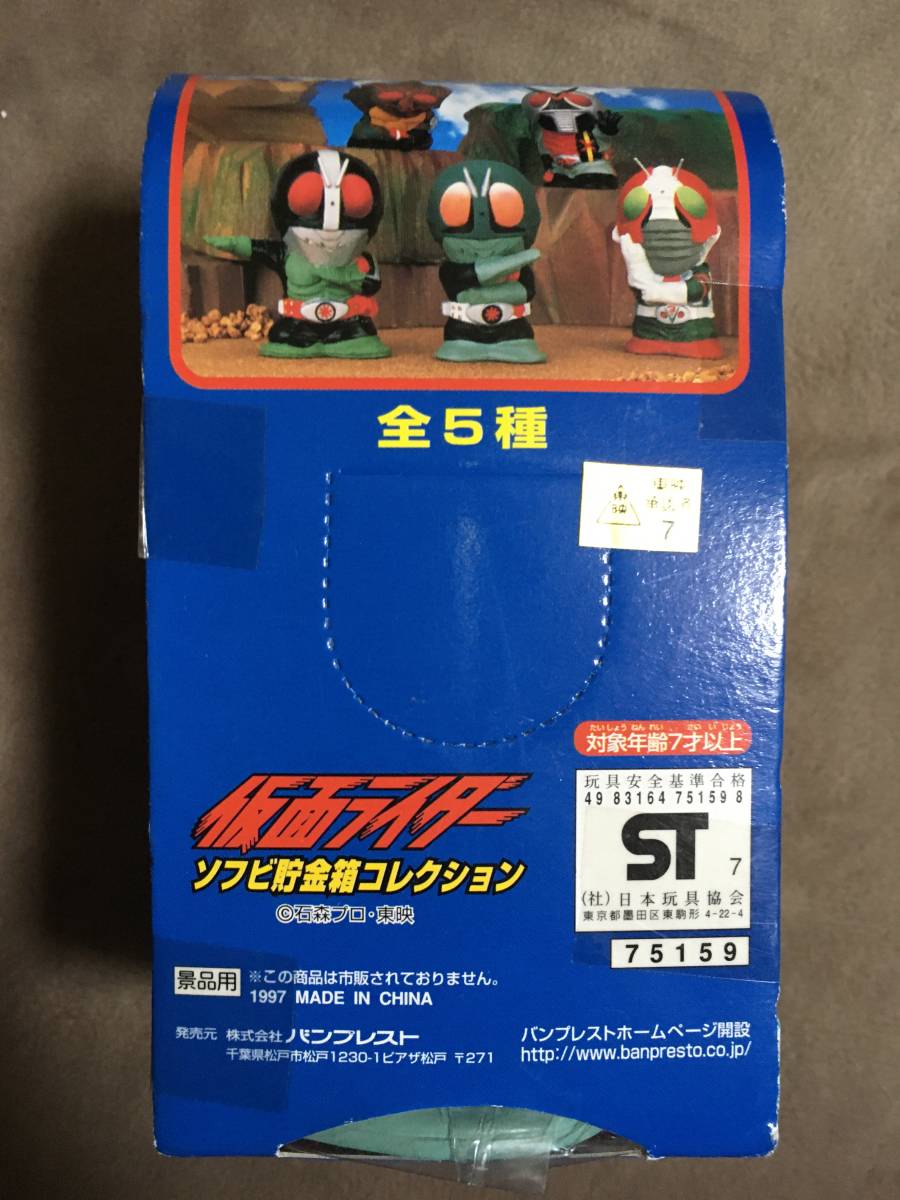 全5種
東映
7
たいしょうねんれい さいいじょう
対象年齢7才以上
玩具安全基準合格
49 83164 75159 8
ST 7
(社)日本玩具協会
東京都墨田区東駒形 4-22-4
75159
仮面ライダー
ソフビ貯金箱コレクション
©石森プロ・東映
景品用 ※この商品は市販されておりません。
1997 MADE IN CHINA
発売元 株式会社 バンプレスト
千葉県松戸市松戸1230-1ピアザ松戸 〒271
バンプレストホームページ開設
http://www.banpresto.co.jp/